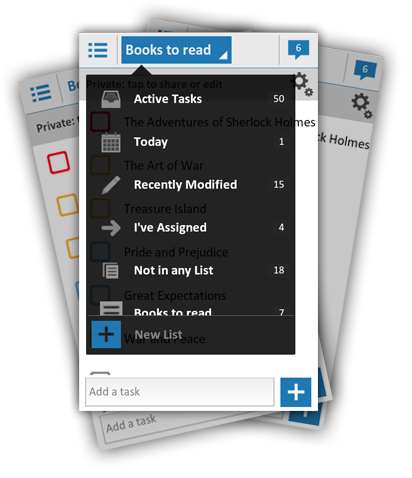 Books to read
6
6
Bo
Private: tap to share or edit
Private: t
Active Tasks 50
The Adventures of Sherlock Holmes
ck Holmes
Today 1
The Art of War
Recently Modified 15
Treasure Island
I've Assigned 4
Pride and Prejudice
Not in any List 18
Great Expectations
Books to read 7
New List
War and Peace
Add a task
Add a task